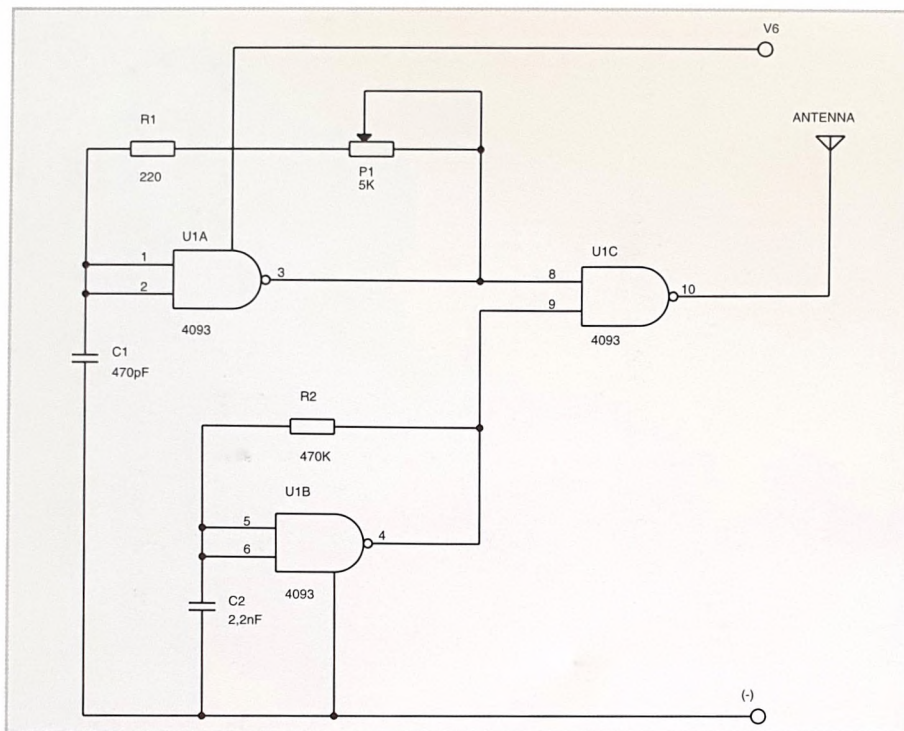 V6
R1
220
P1
5K
ANTENNA
U1A
1
2
3
4093
U1C
8
9
10
4093
C1
470pF
R2
470K
U1B
5
6
4
4093
C2
2,2nF
(-)